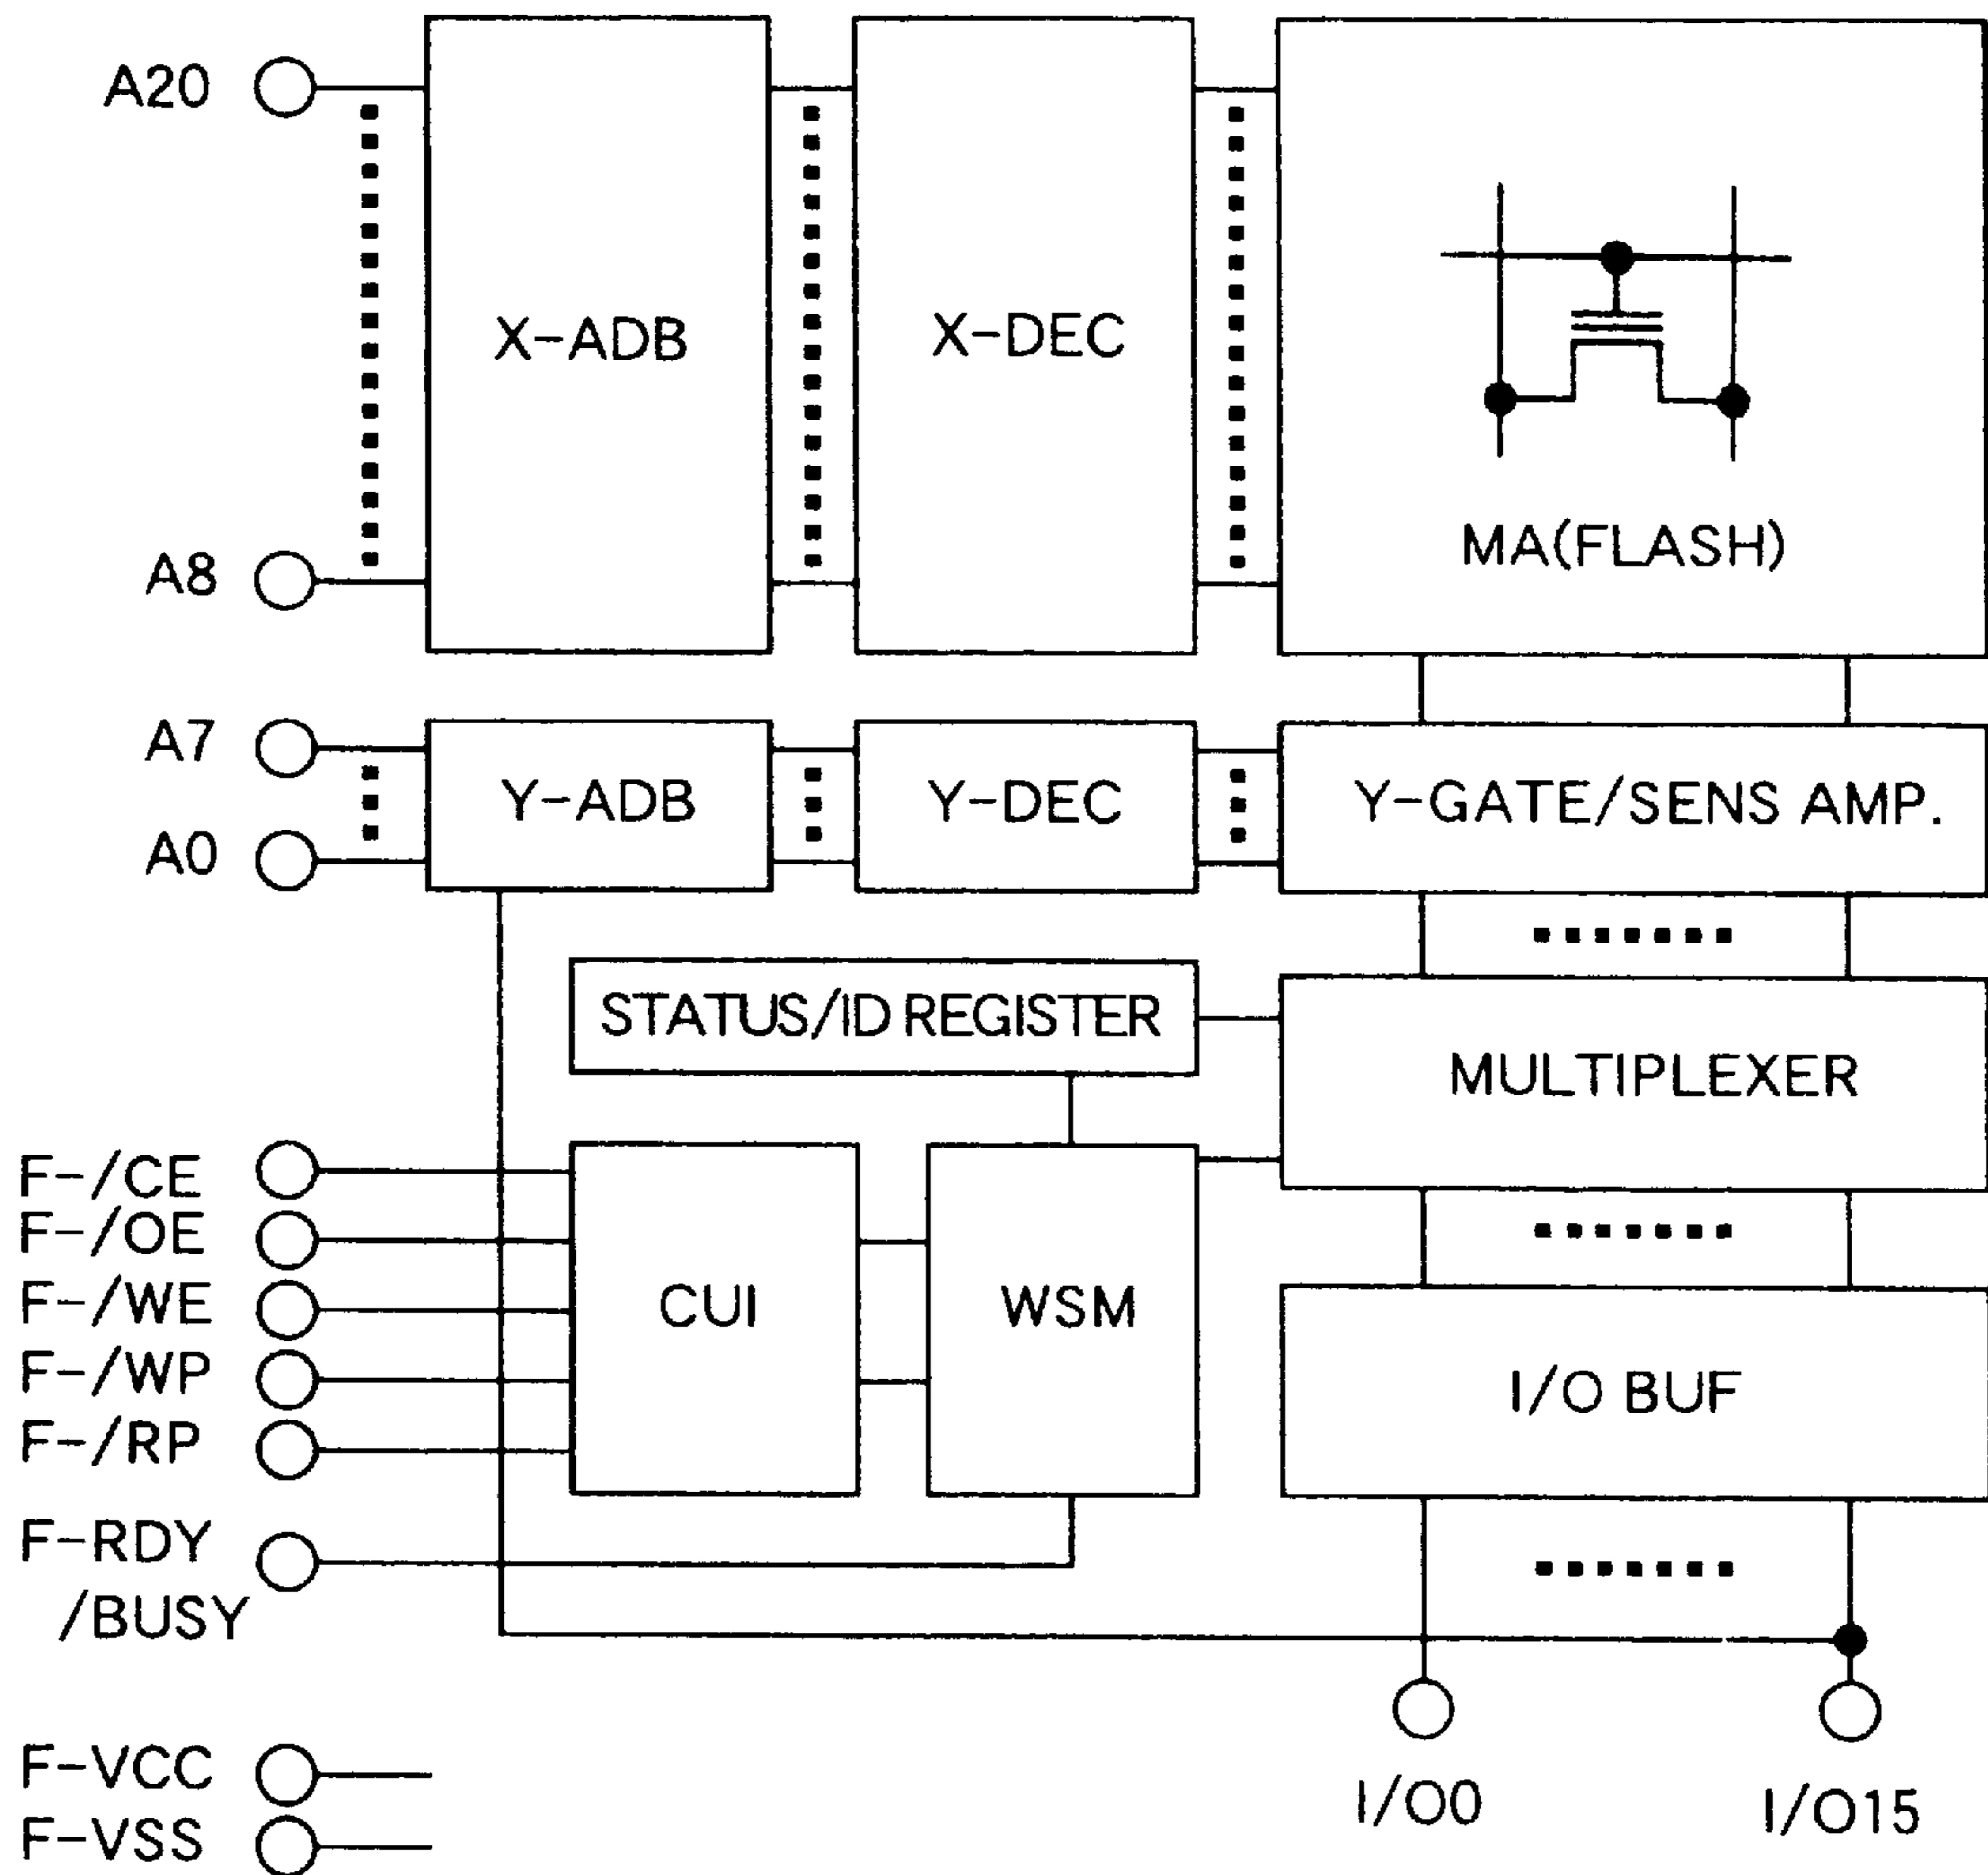 A20
X-ADB
X-DEC
A8
MA(FLASH)
A7
A0
Y-ADB
Y-DEC
Y-GATE/SENS AMP.
STATUS/ID REGISTER
MULTIPLEXER
F-/CE
F-/OE
F-/WE
F-/WP
F-/RP
CUI
WSM
I/O BUF
F-RDY
/BUSY
F-VCC
F-VSS
I/O0
I/O15